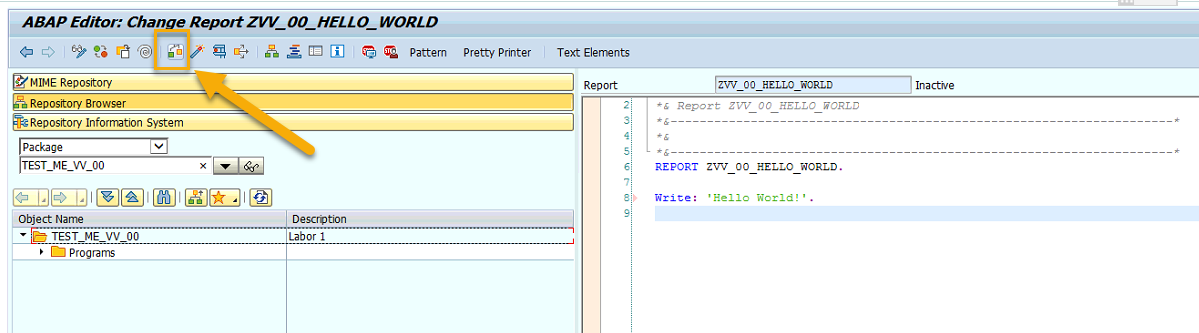 ABAP Editor: Change Report ZVV_00_HELLO_WORLD
Pattern Pretty Printer Text Elements
MIME Repository
Repository Browser
Repository Information System
Package
TEST_ME_VV_00
Object Name Description
TEST_ME_VV_00 Labor 1
Programs
Report ZVV_00_HELLO_WORLD Inactive
2 *& Report ZVV_00_HELLO_WORLD
3 *&---------------------------------------------------------------------*
4 *&
5 *&---------------------------------------------------------------------*
6 REPORT ZVV_00_HELLO_WORLD.
7
8 Write: 'Hello World!'.
9